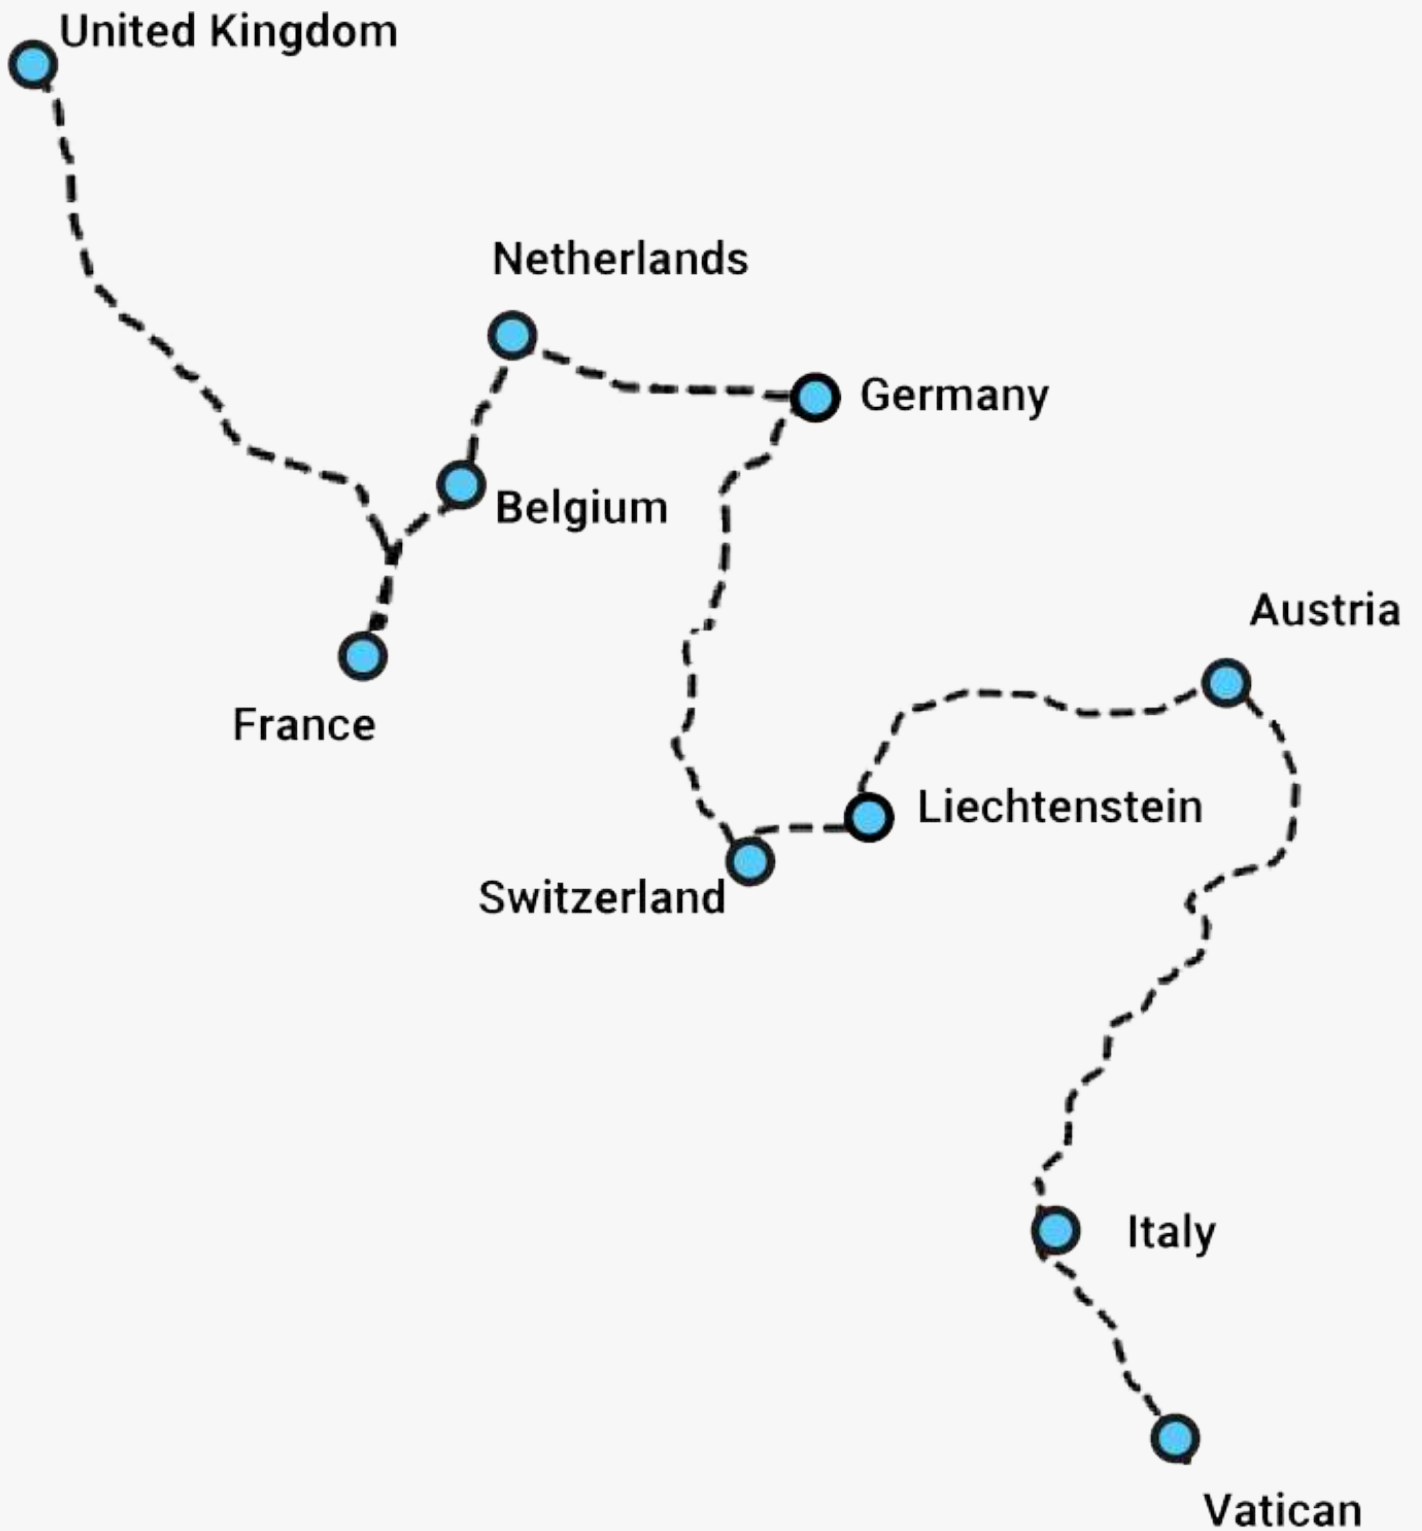 United Kingdom
Netherlands
Germany
Belgium
Austria
France
Liechtenstein
Switzerland
Italy
Vatican